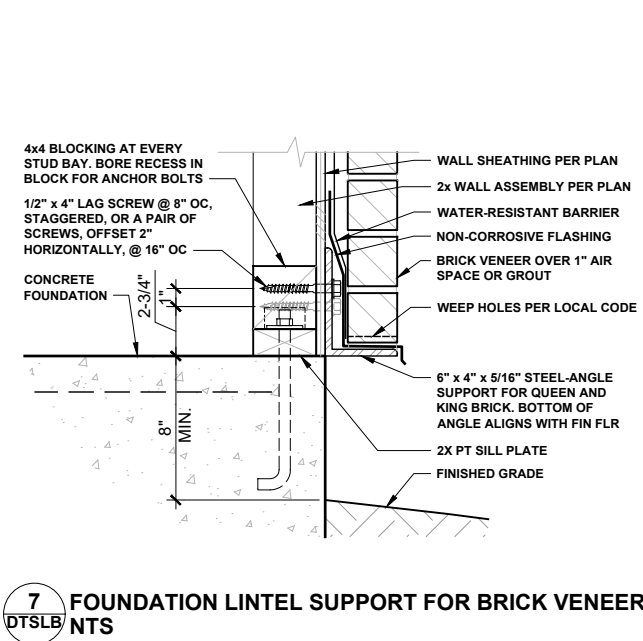 4x4 BLOCKING AT EVERY
STUD BAY. BORE RECESS IN
BLOCK FOR ANCHOR BOLTS
1/2" x 4" LAG SCREW @ 8" OC,
STAGGERED, OR A PAIR OF
SCREWS, OFFSET 2"
HORIZONTALLY, @ 16" OC
CONCRETE
FOUNDATION
2-3/4"
1"
8"
MIN.
WALL SHEATHING PER PLAN
2x WALL ASSEMBLY PER PLAN
WATER-RESISTANT BARRIER
NON-CORROSIVE FLASHING
BRICK VENEER OVER 1" AIR
SPACE OR GROUT
WEEP HOLES PER LOCAL CODE
6" x 4" x 5/16" STEEL-ANGLE
SUPPORT FOR QUEEN AND
KING BRICK. BOTTOM OF
ANGLE ALIGNS WITH FIN FLR
2X PT SILL PLATE
FINISHED GRADE
7
DTSLB
FOUNDATION LINTEL SUPPORT FOR BRICK VENEER
NTS